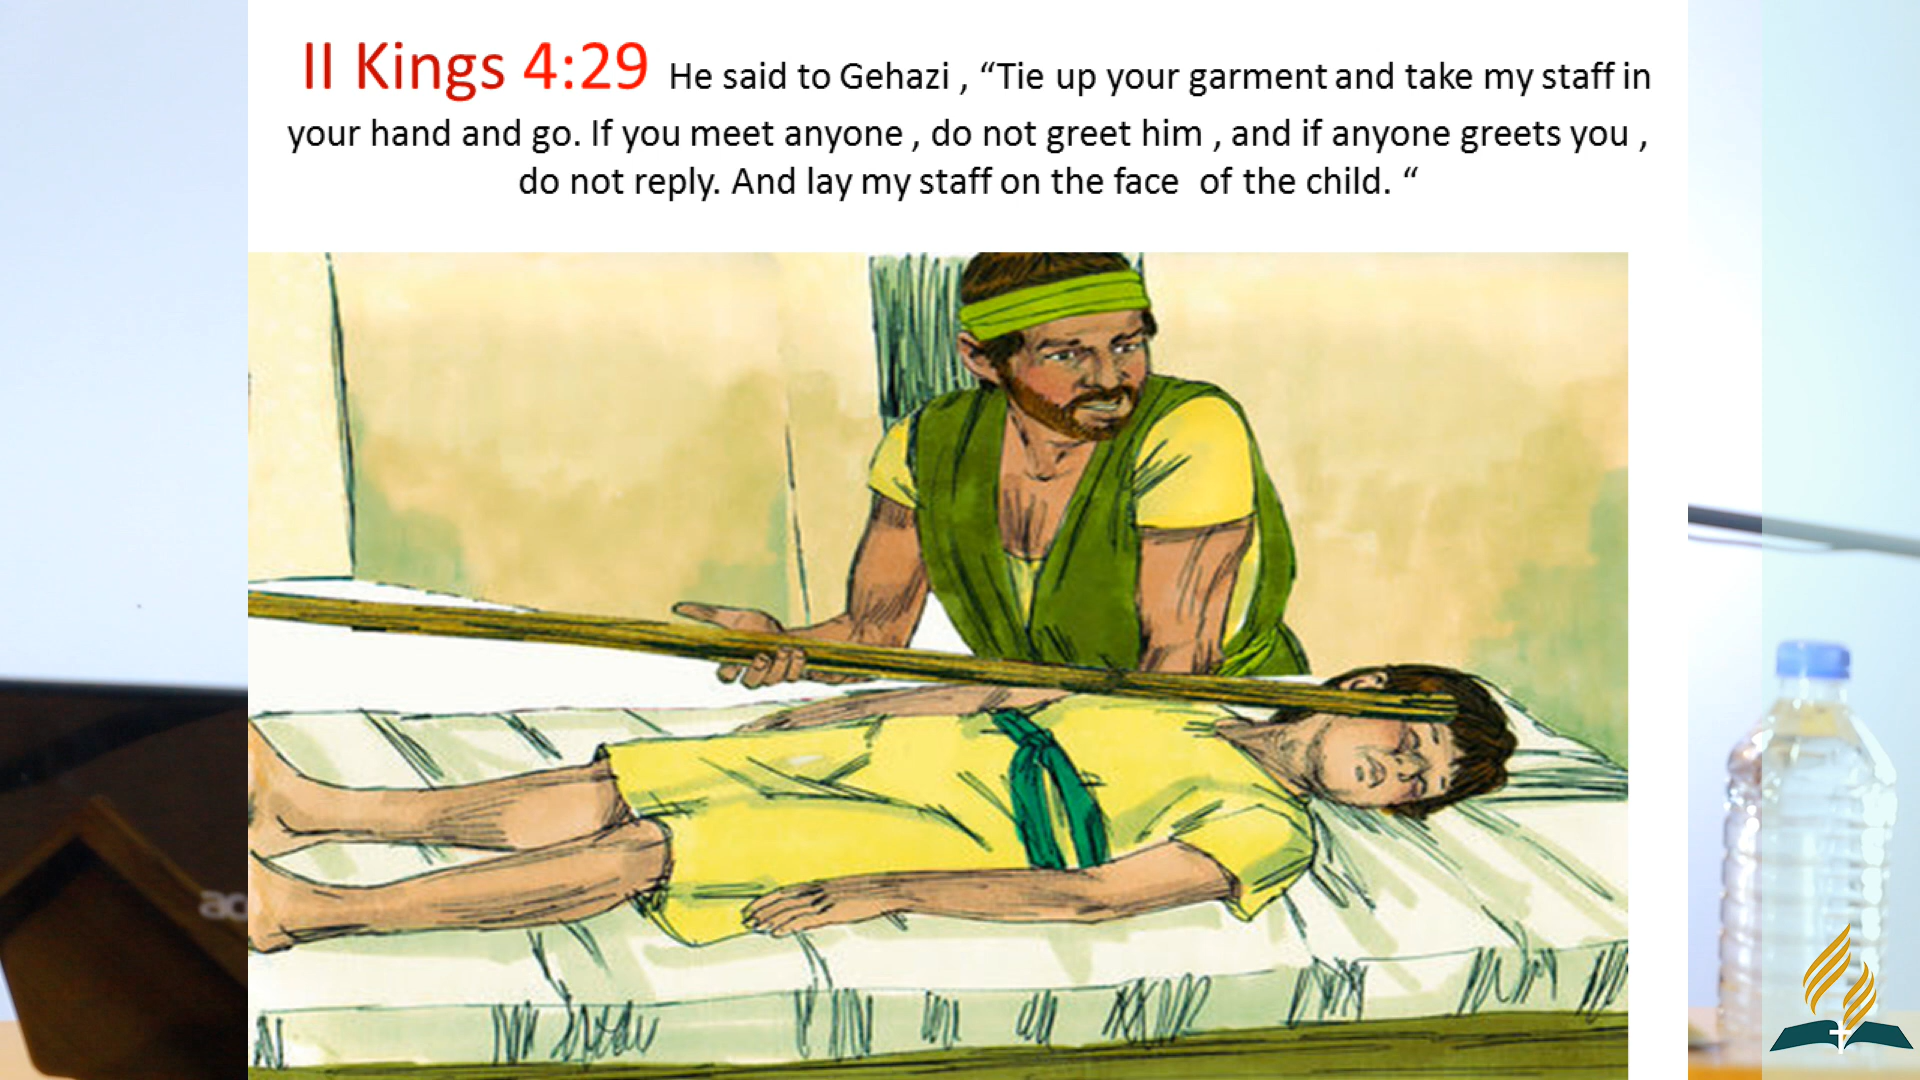 II Kings 4:29 He said to Gehazi , “Tie up your garment and take my staff in
your hand and go. If you meet anyone , do not greet him , and if anyone greets you ,
do not reply. And lay my staff on the face of the child. “